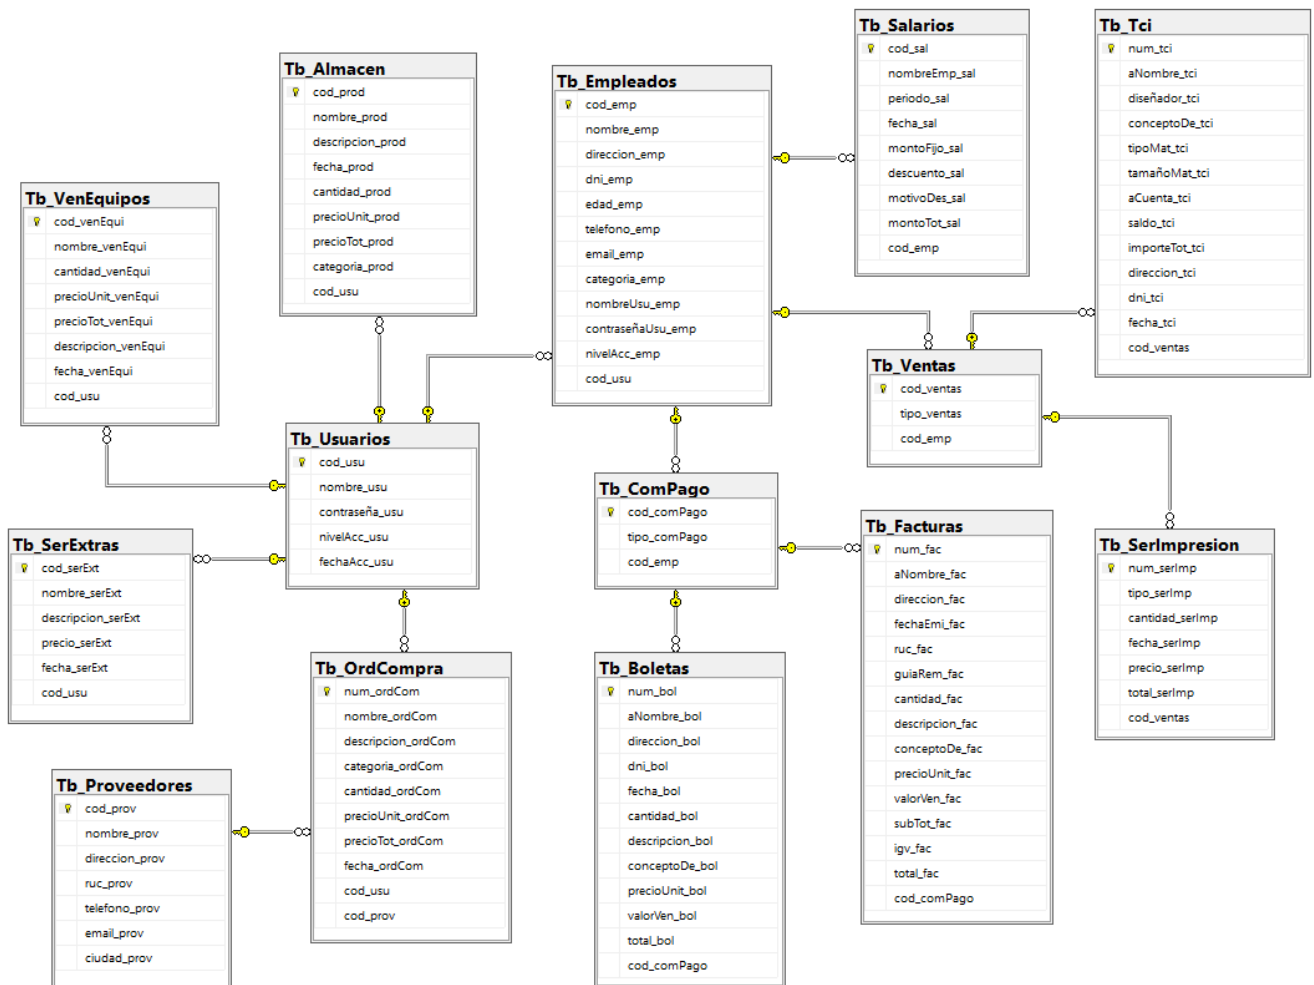 Tb_Salarios
cod_sal
nombreEmp_sal
periodo_sal
fecha_sal
montoFijo_sal
descuento_sal
motivoDes_sal
montoTot_sal
cod_emp
Tb_Tci
num_tci
aNombre_tci
diseñador_tci
conceptoDe_tci
tipoMat_tci
tamañoMat_tci
aCuenta_tci
saldo_tci
importeTot_tci
direccion_tci
dni_tci
fecha_tci
cod_ventas
Tb_Almacen
cod_prod
nombre_prod
descripcion_prod
fecha_prod
cantidad_prod
precioUnit_prod
precioTot_prod
categoria_prod
cod_usu
Tb_Empleados
cod_emp
nombre_emp
direccion_emp
dni_emp
edad_emp
telefono_emp
email_emp
categoria_emp
nombreUsu_emp
contraseñaUsu_emp
nivelAcc_emp
cod_usu
Tb_VenEquipos
cod_venEqui
nombre_venEqui
cantidad_venEqui
precioUnit_venEqui
precioTot_venEqui
descripcion_venEqui
fecha_venEqui
cod_usu
Tb_Ventas
cod_ventas
tipo_ventas
cod_emp
Tb_Usuarios
cod_usu
nombre_usu
contraseña_usu
nivelAcc_usu
fechaAcc_usu
Tb_ComPago
cod_comPago
tipo_comPago
cod_emp
Tb_Facturas
num_fac
aNombre_fac
direccion_fac
fechaEmi_fac
ruc_fac
guiaRem_fac
cantidad_fac
descripcion_fac
conceptoDe_fac
precioUnit_fac
valorVen_fac
subTot_fac
igv_fac
total_fac
cod_comPago
Tb_SerExtras
cod_serExt
nombre_serExt
descripcion_serExt
precio_serExt
fecha_serExt
cod_usu
Tb_SerImpresion
num_serImp
tipo_serImp
cantidad_serImp
fecha_serImp
precio_serImp
total_serImp
cod_ventas
Tb_OrdCompra
num_ordCom
nombre_ordCom
descripcion_ordCom
categoria_ordCom
cantidad_ordCom
precioUnit_ordCom
precioTot_ordCom
fecha_ordCom
cod_usu
cod_prov
Tb_Boletas
num_bol
aNombre_bol
direccion_bol
dni_bol
fecha_bol
cantidad_bol
descripcion_bol
conceptoDe_bol
precioUnit_bol
valorVen_bol
total_bol
cod_comPago
Tb_Proveedores
cod_prov
nombre_prov
direccion_prov
ruc_prov
telefono_prov
email_prov
ciudad_prov